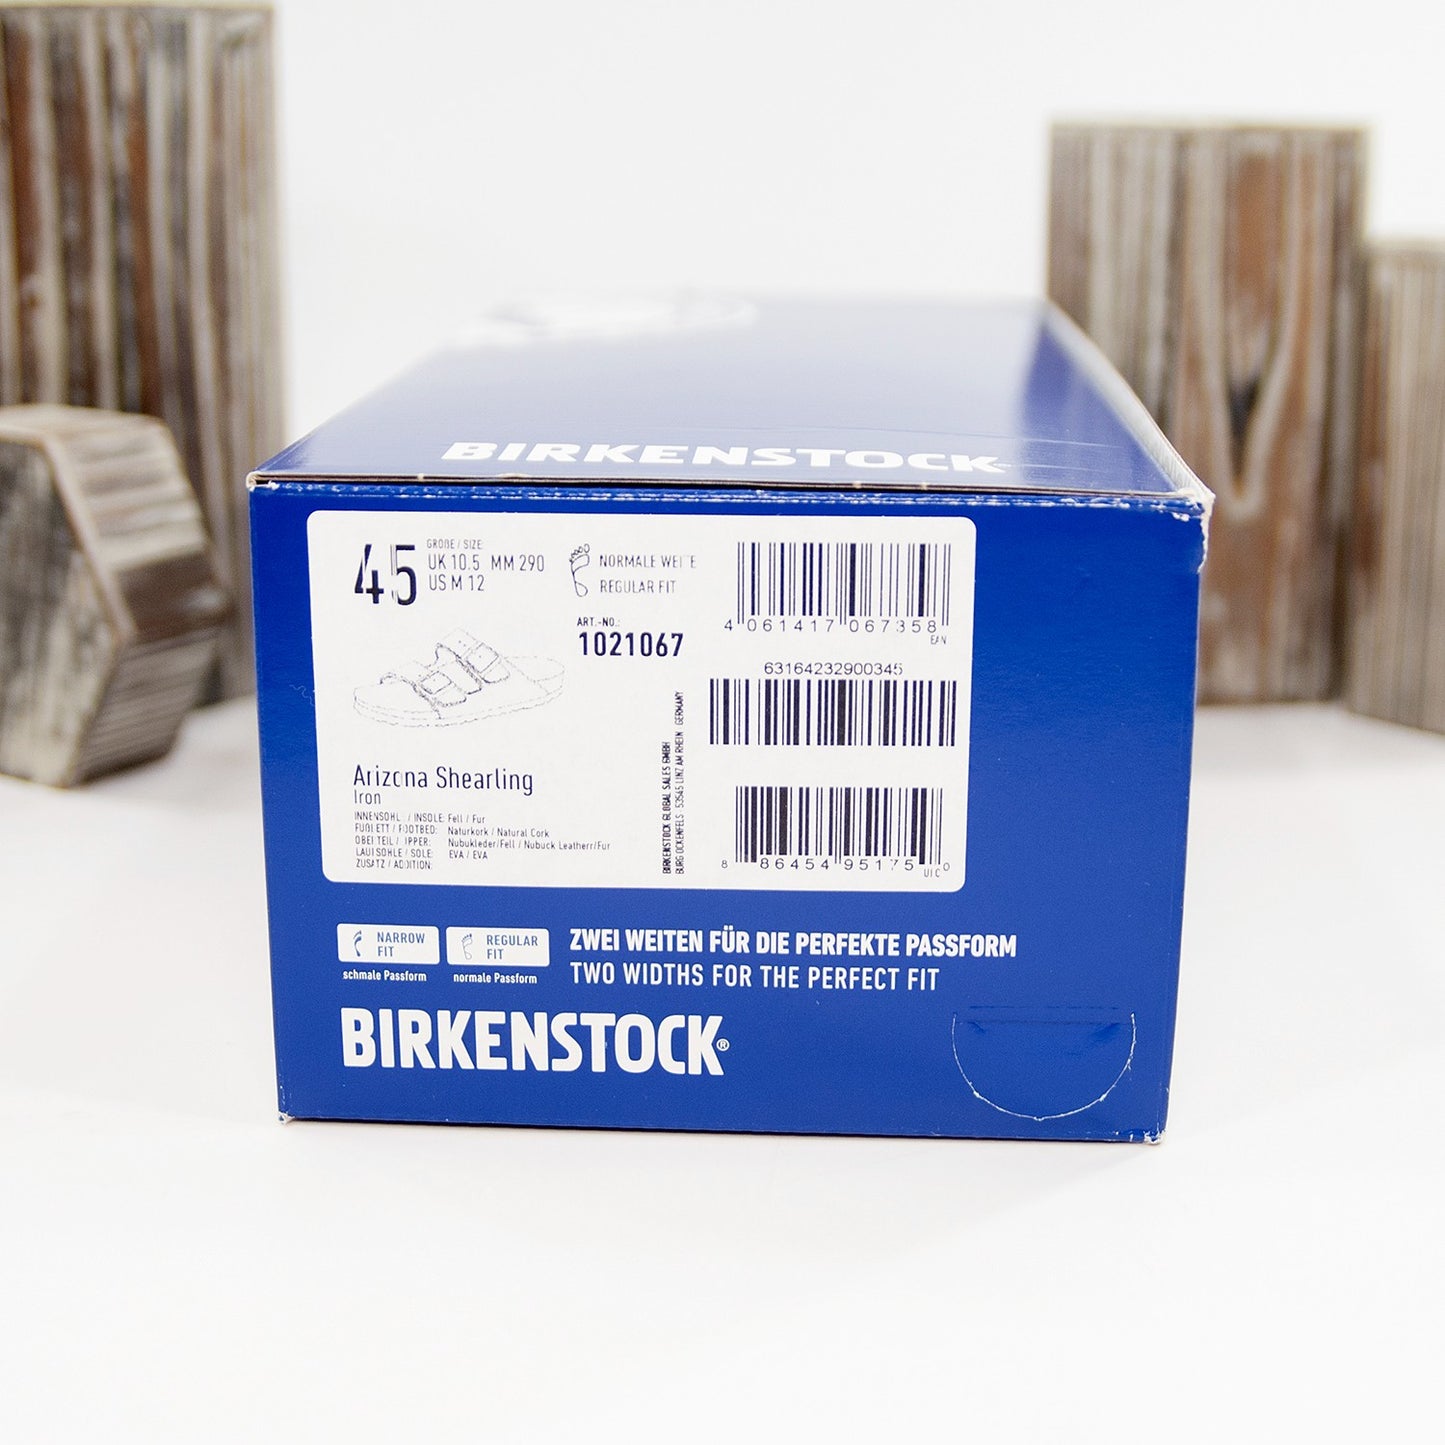 BIRKENSTOCK
45
GRÖßE / SIZE:
UK 10.5 MM 290
US M 12
NORMALE WEITE
REGULAR FIT
ART.-NO.:
1021067
4 061417 067358
EAN
63164232900345
8 86454 95175 0
Arizona Shearling
Iron
INNENSOHL / INSOLE: Fell / Fur
FUßBETT / FOOTBED: Naturkork / Natural Cork
OBERTEIL / UPPER: Nubukleder/Fell / Nubuck Leatherr/Fur
LAUFSOHLE / SOLE: EVA / EVA
ZUSATZ / ADDITION:
BIRKENSTOCK GLOBAL SALES GMBH
BURG OCKENFELS 53545 LINZ AM RHEIN GERMANY
NARROW
FIT
schmale Passform
REGULAR
FIT
normale Passform
ZWEI WEITEN FÜR DIE PERFEKTE PASSFORM
TWO WIDTHS FOR THE PERFECT FIT
BIRKENSTOCK®